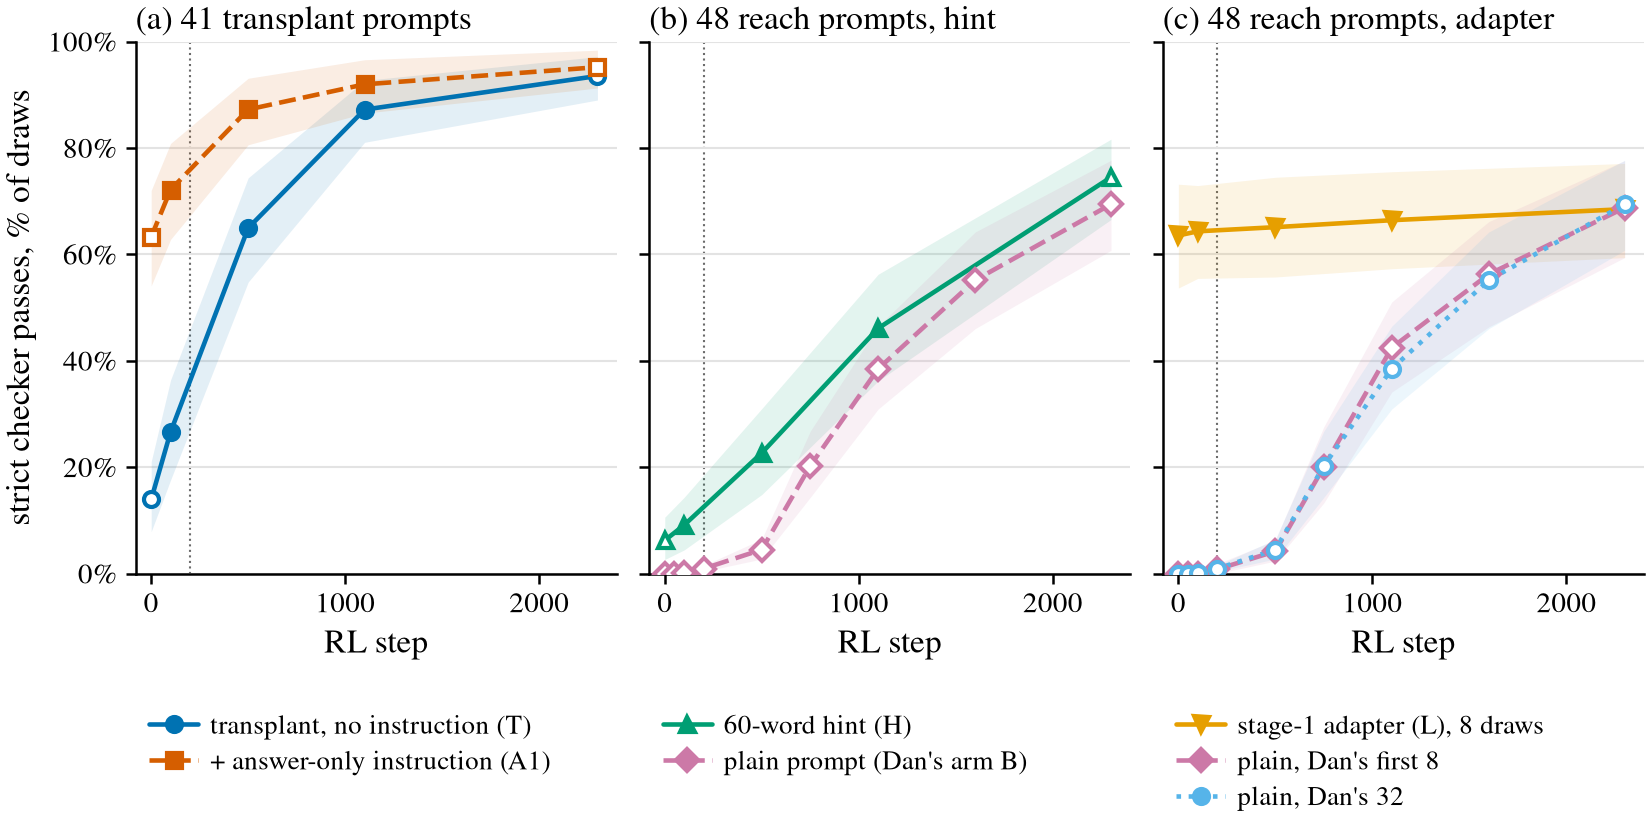 (a) 41 transplant prompts
(b) 48 reach prompts, hint
(c) 48 reach prompts, adapter
strict checker passes, % of draws
100%
80%
60%
40%
20%
0%
0 1000 2000
0 1000 2000
0 1000 2000
RL step
RL step
RL step
transplant, no instruction (T)
+ answer-only instruction (A1)
60-word hint (H)
plain prompt (Dan's arm B)
stage-1 adapter (L), 8 draws
plain, Dan's first 8
plain, Dan's 32